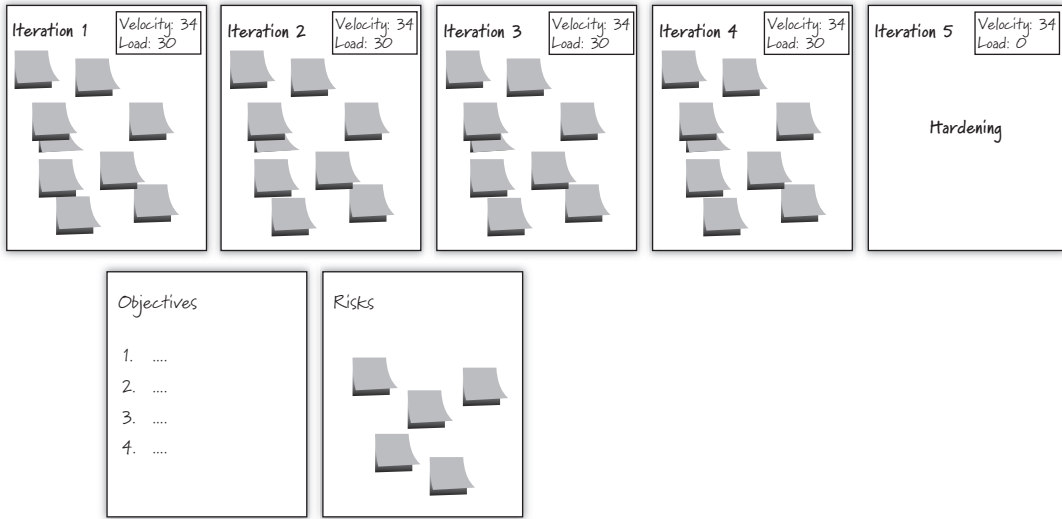 Iteration 1
Velocity: 34
Load: 30
Iteration 2
Velocity: 34
Load: 30
Iteration 3
Velocity: 34
Load: 30
Iteration 4
Velocity: 34
Load: 30
Iteration 5
Velocity: 34
Load: 0
Hardening
Objectives
1. ....
2. ....
3. ....
4. ....
Risks